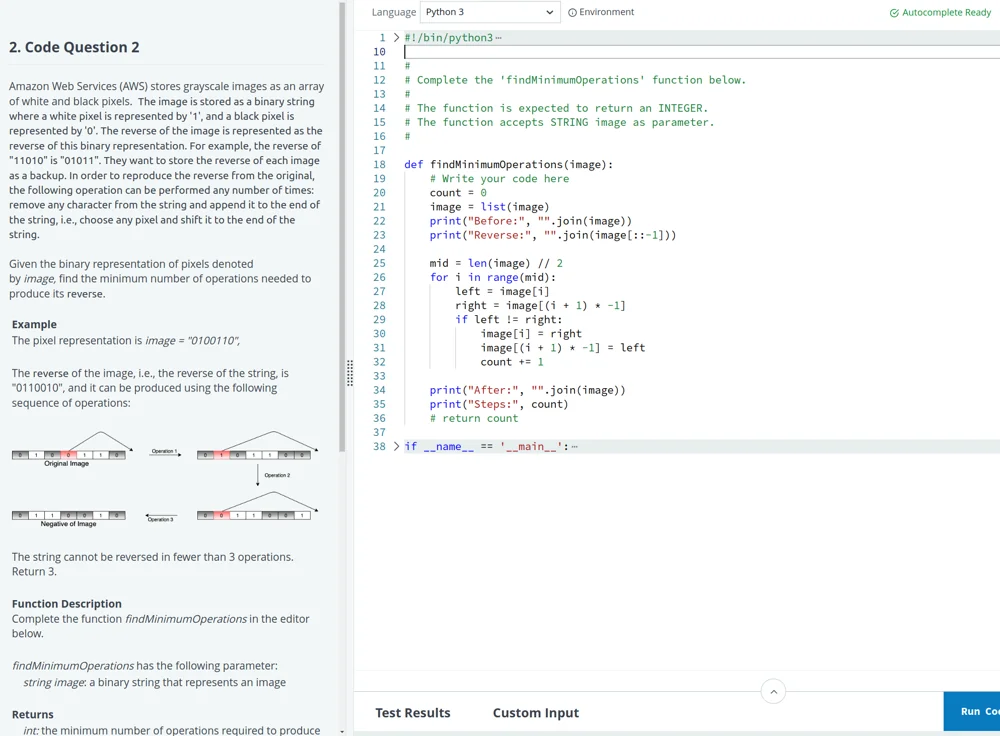 Language Python 3 Environment Autocomplete Ready
2. Code Question 2
Amazon Web Services (AWS) stores grayscale images as an array
of white and black pixels. The image is stored as a binary string
where a white pixel is represented by '1', and a black pixel is
represented by '0'. The reverse of the image is represented as the
reverse of this binary representation. For example, the reverse of
"11010" is "01011". They want to store the reverse of each image
as a backup. In order to reproduce the reverse from the original,
the following operation can be performed any number of times:
remove any character from the string and append it to the end of
the string, i.e., choose any pixel and shift it to the end of the
string.
Given the binary representation of pixels denoted
by image, find the minimum number of operations needed to
produce its reverse.
Example
The pixel representation is image = "0100110",
The reverse of the image, i.e., the reverse of the string, is
"0110010", and it can be produced using the following
sequence of operations:
0 1 0 0 1 1 0
Original Image
Operation 1
0 1 0 1 1 0 0
Operation 2
0 1 1 0 0 1 0
Negative of Image
Operation 3
0 0 1 1 0 0 1
The string cannot be reversed in fewer than 3 operations.
Return 3.
Function Description
Complete the function findMinimumOperations in the editor
below.
findMinimumOperations has the following parameter:
string image: a binary string that represents an image
Returns
int: the minimum number of operations required to produce
1 #!/bin/python3
10
11 #
12 # Complete the 'findMinimumOperations' function below.
13 #
14 # The function is expected to return an INTEGER.
15 # The function accepts STRING image as parameter.
16 #
17
18 def findMinimumOperations(image):
19 # Write your code here
20 count = 0
21 image = list(image)
22 print("Before:", "".join(image))
23 print("Reverse:", "".join(image[::-1]))
24
25 mid = len(image) // 2
26 for i in range(mid):
27 left = image[i]
28 right = image[(i + 1) * -1]
29 if left != right:
30 image[i] = right
31 image[(i + 1) * -1] = left
32 count += 1
33
34 print("After:", "".join(image))
35 print("Steps:", count)
36 # return count
37
38 if __name__ == '__main__':
Test Results Custom Input Run Co